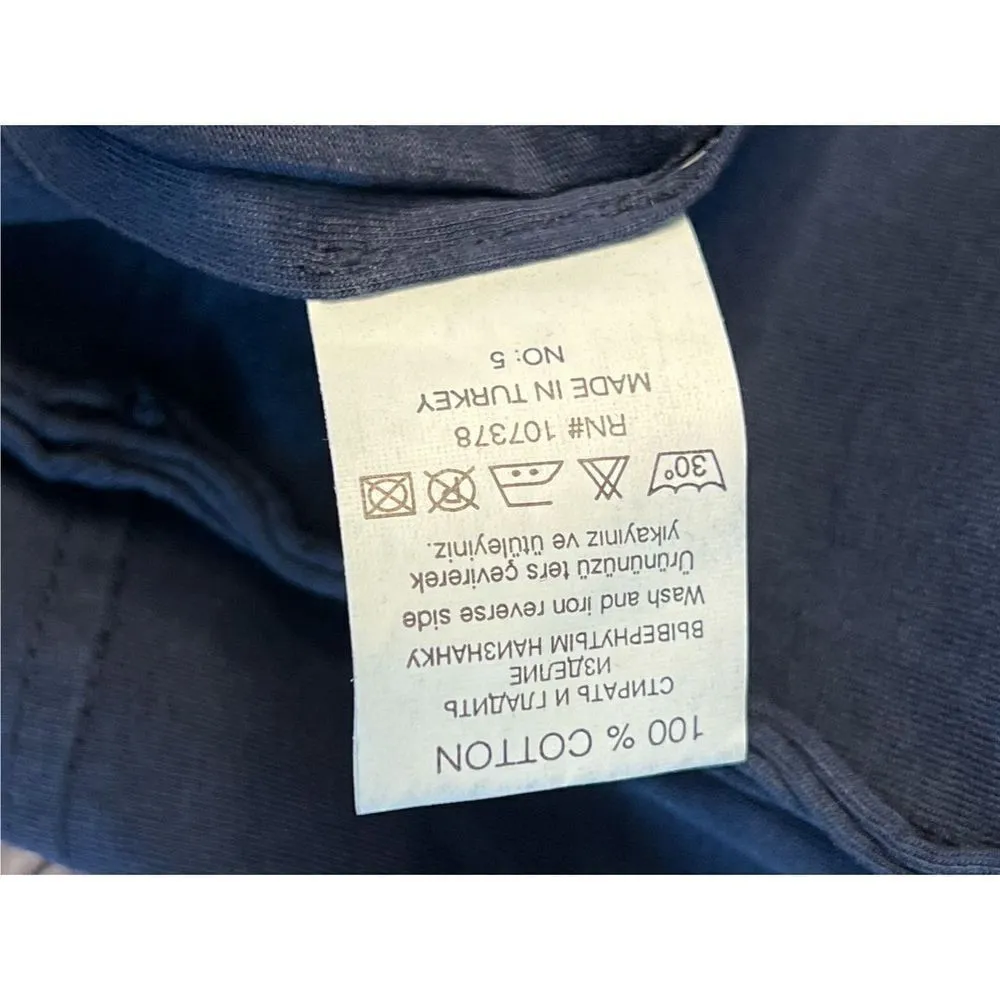 100 % COTTON
СТИРАТЬ И ГЛАДИТЬ
ИЗДЕЛИЕ
ВЫВЕРНУТЫМ НАИЗНАНКУ
Wash and iron reverse side
Ürününüzü ters çevirerek
yıkayınız ve ütüleyiniz.
30°
P
RN# 107378
MADE IN TURKEY
NO: 5